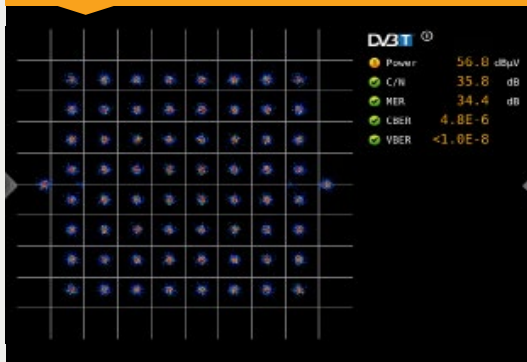 DVB T
Power 56.8 dBµV
C/N 35.8 dB
MER 34.4 dB
CBER 4.8E-6
VBER <1.0E-8